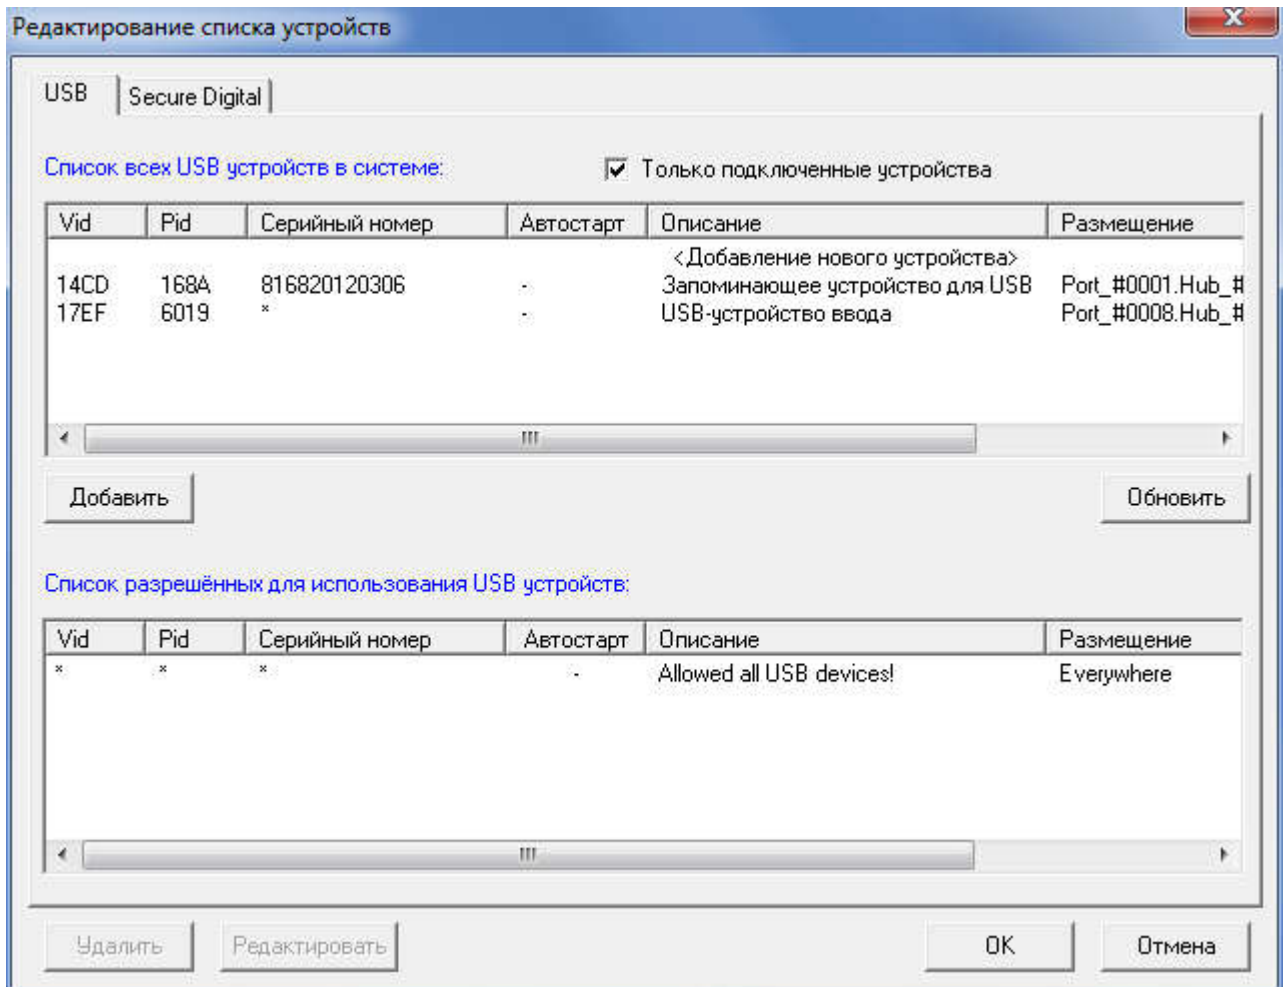 Редактирование списка устройств
USB Secure Digital
Список всех USB устройств в системе: Только подключенные устройства
Vid Pid Серийный номер Автостарт Описание Размещение
<Добавление нового устройства>
14CD 168A 816820120306 - Запоминающее устройство для USB Port_#0001.Hub_#
17EF 6019 * - USB-устройство ввода Port_#0008.Hub_#
Добавить Обновить
Список разрешённых для использования USB устройств:
Vid Pid Серийный номер Автостарт Описание Размещение
* * * - Allowed all USB devices! Everywhere
Удалить Редактировать OK Отмена